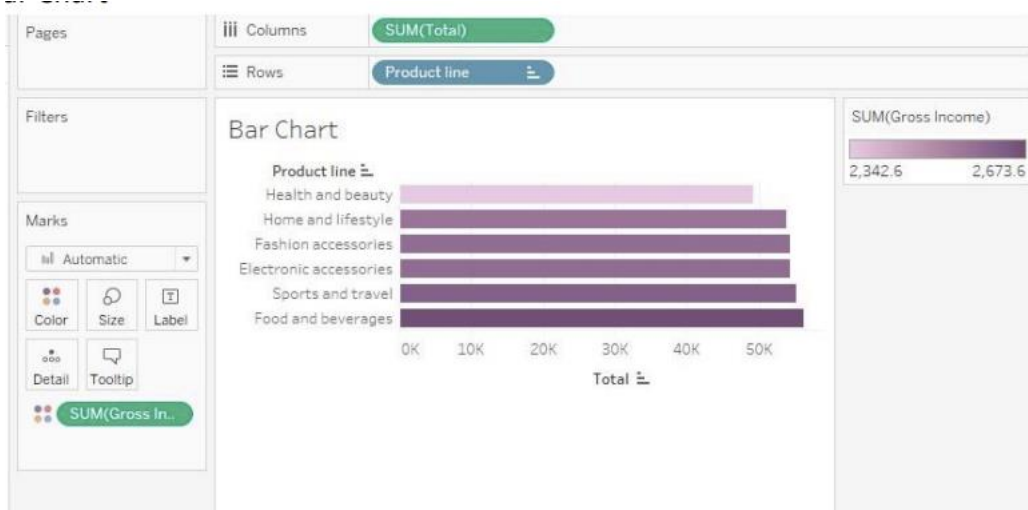 Bar Chart
Pages
Columns
SUM(Total)
Rows
Product line
Filters
Bar Chart
SUM(Gross Income)
2,342.6
2,673.6
Product line
Health and beauty
Home and lifestyle
Fashion accessories
Electronic accessories
Sports and travel
Food and beverages
0K 10K 20K 30K 40K 50K
Total
Marks
Automatic
Color Size Label
Detail Tooltip
SUM(Gross In..